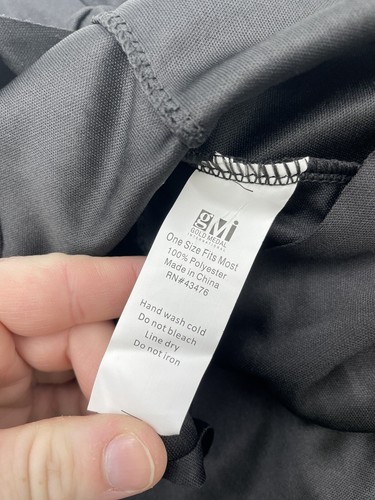 gMi
GOLD MEDAL
INTERNATIONAL
One Size Fits Most
100% Polyester
Made in China
RN#43476
Hand wash cold
Do not bleach
Line dry
Do not iron